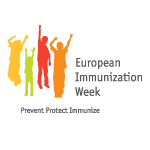 European
Immunization
Week
Prevent Protect Immunize